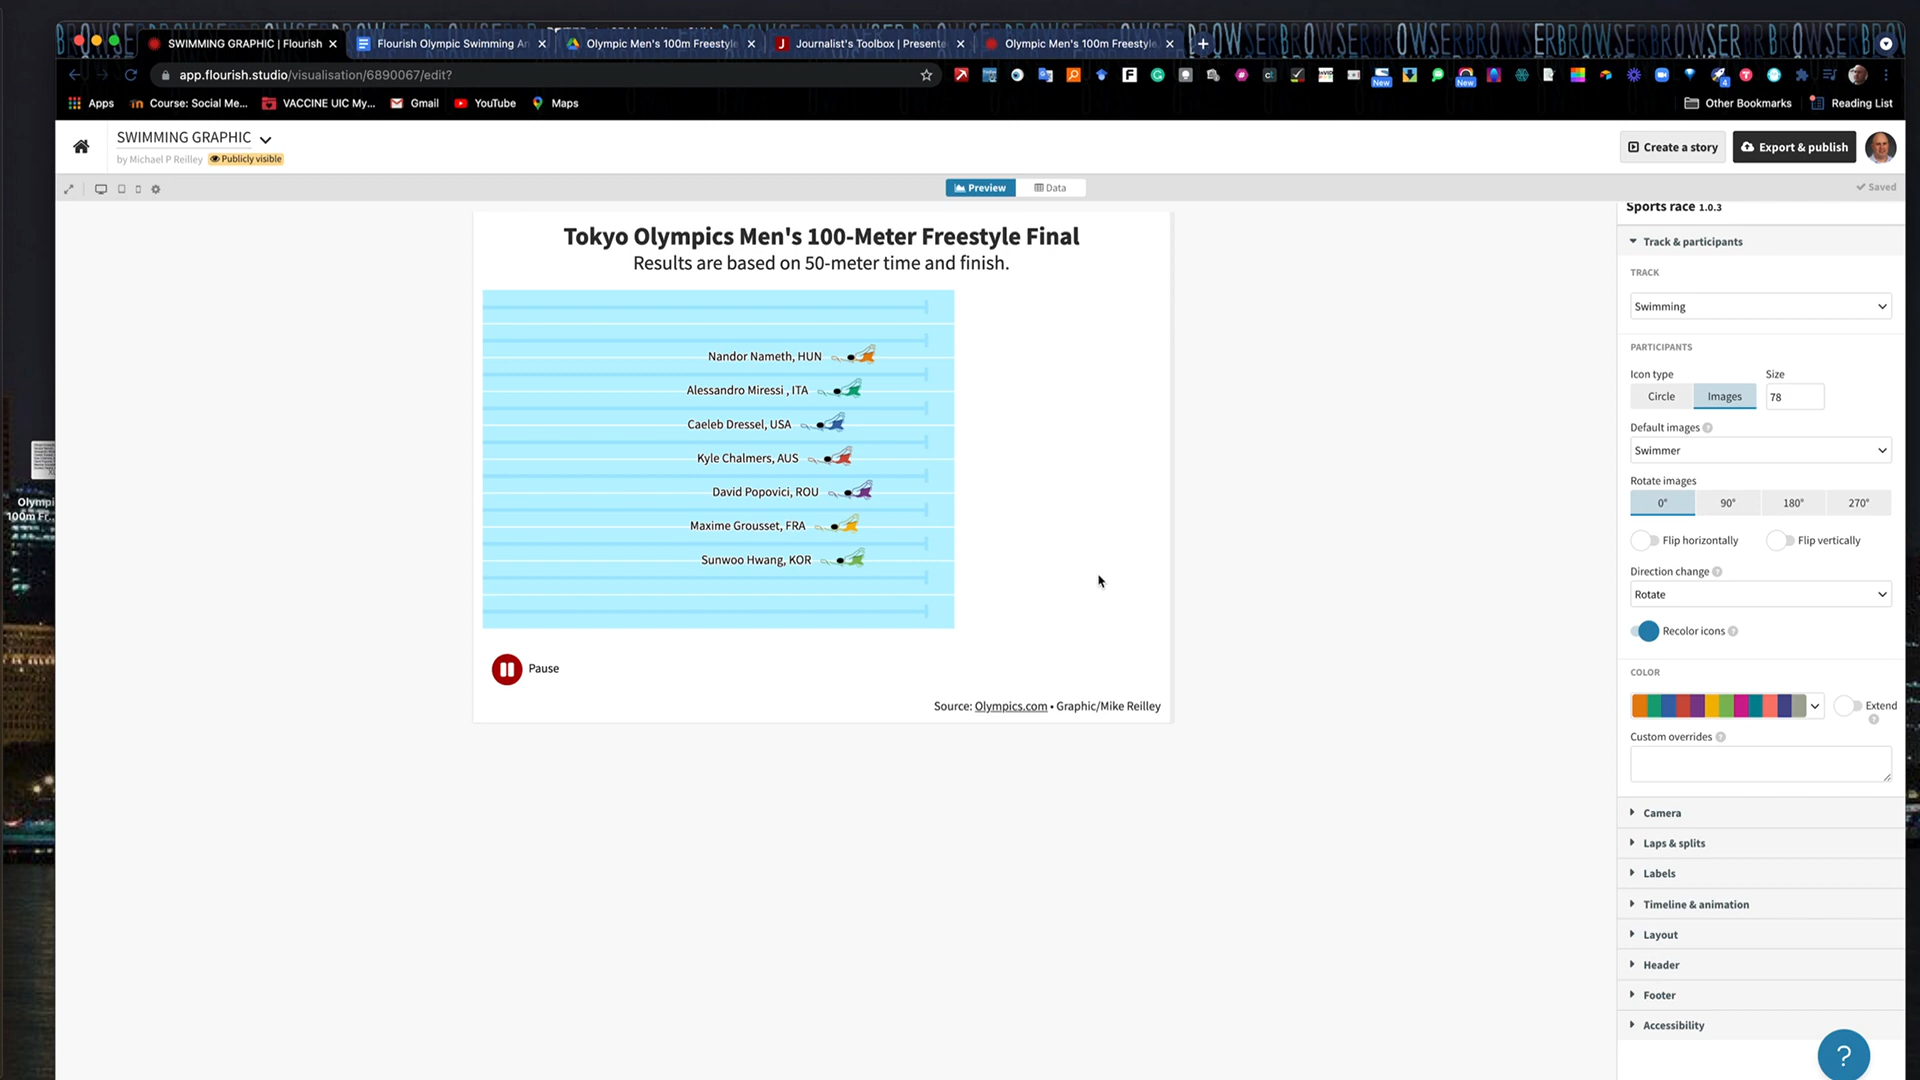 SWIMMING GRAPHIC | Flourish
Flourish Olympic Swimming An
Olympic Men's 100m Freestyle
Journalist's Toolbox | Presente
Olympic Men's 100m Freestyle
app.flourish.studio/visualisation/6890067/edit?
New
New
4
Apps
Course: Social Me...
VACCINE UIC My...
Gmail
YouTube
Maps
Other Bookmarks
Reading List
SWIMMING GRAPHIC
by Michael P Reilley
Publicly visible
Create a story
Export & publish
Preview
Data
Saved
Tokyo Olympics Men's 100-Meter Freestyle Final
Results are based on 50-meter time and finish.
Nandor Nameth, HUN
Alessandro Miressi , ITA
Caeleb Dressel, USA
Kyle Chalmers, AUS
David Popovici, ROU
Maxime Grousset, FRA
Sunwoo Hwang, KOR
Pause
Source: Olympics.com • Graphic/Mike Reilley
Sports race 1.0.3
Track & participants
TRACK
Swimming
PARTICIPANTS
Icon type
Size
Circle
Images
78
Default images
Swimmer
Rotate images
0°
90°
180°
270°
Flip horizontally
Flip vertically
Direction change
Rotate
Recolor icons
COLOR
Extend
Custom overrides
Camera
Laps & splits
Labels
Timeline & animation
Layout
Header
Footer
Accessibility
?